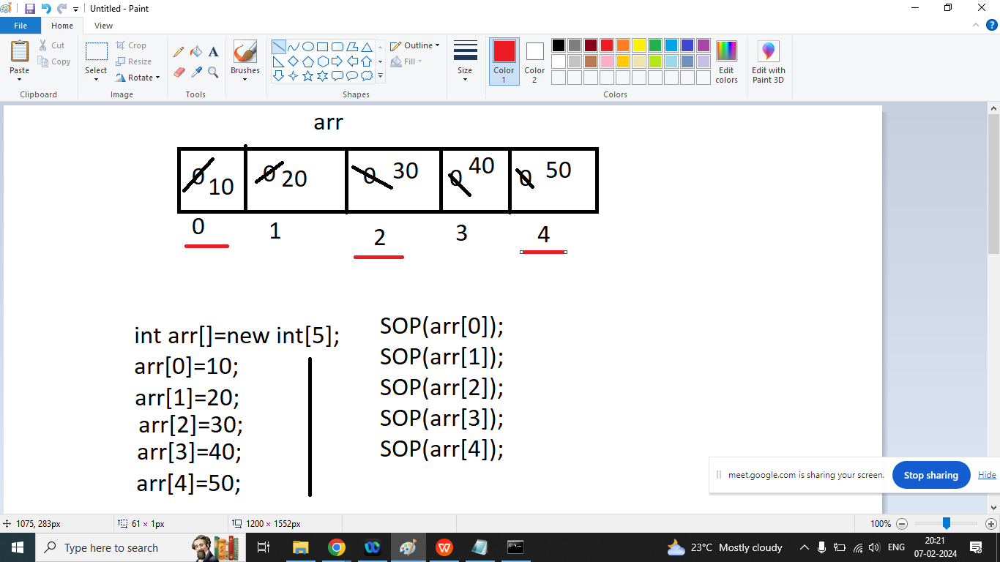 Untitled - Paint
File Home View
Paste Cut Copy Clipboard
Select Crop Resize Rotate Image
A Tools
Brushes
Outline Fill Shapes
Size
Color 1 Color 2 Edit colors Colors
Edit with Paint 3D
arr
0 10 0 20 0 30 0 40 0 50
0 1 2 3 4
int arr[]=new int[5];
arr[0]=10;
arr[1]=20;
arr[2]=30;
arr[3]=40;
arr[4]=50;
SOP(arr[0]);
SOP(arr[1]);
SOP(arr[2]);
SOP(arr[3]);
SOP(arr[4]);
meet.google.com is sharing your screen. Stop sharing Hide
1075, 283px 61 × 1px 1200 × 1552px 100%
Type here to search 23°C Mostly cloudy ENG 20:21
07-02-2024